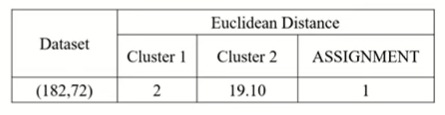 Dataset
Euclidean Distance
Cluster 1
Cluster 2
ASSIGNMENT
(182,72)
2
19.10
1